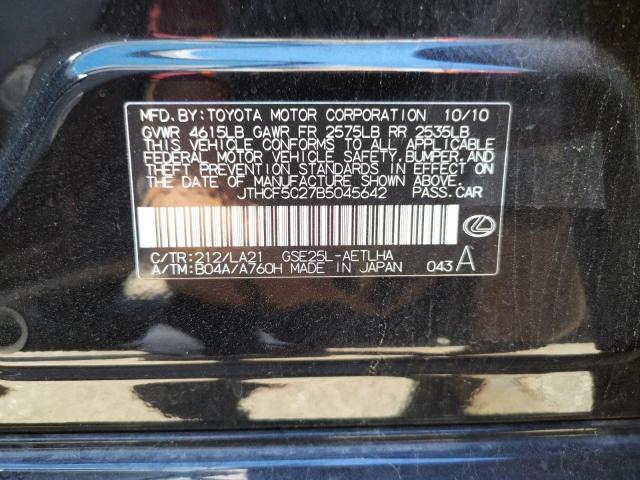 MFD.BY:TOYOTA MOTOR CORPORATION 10/10
GVWR 4615LB GAWR FR 2575LB RR 2535LB
THIS VEHICLE CONFORMS TO ALL APPLICABLE
FEDERAL MOTOR VEHICLE SAFETY, BUMPER, AND
THEFT PREVENTION STANDARDS IN EFFECT ON
THE DATE OF MANUFACTURE SHOWN ABOVE.
JTHCF5C27B5045642 PASS.CAR
C/TR:212/LA21 GSE25L-AETLHA
A/TM:B04A/A760H MADE IN JAPAN 043 A